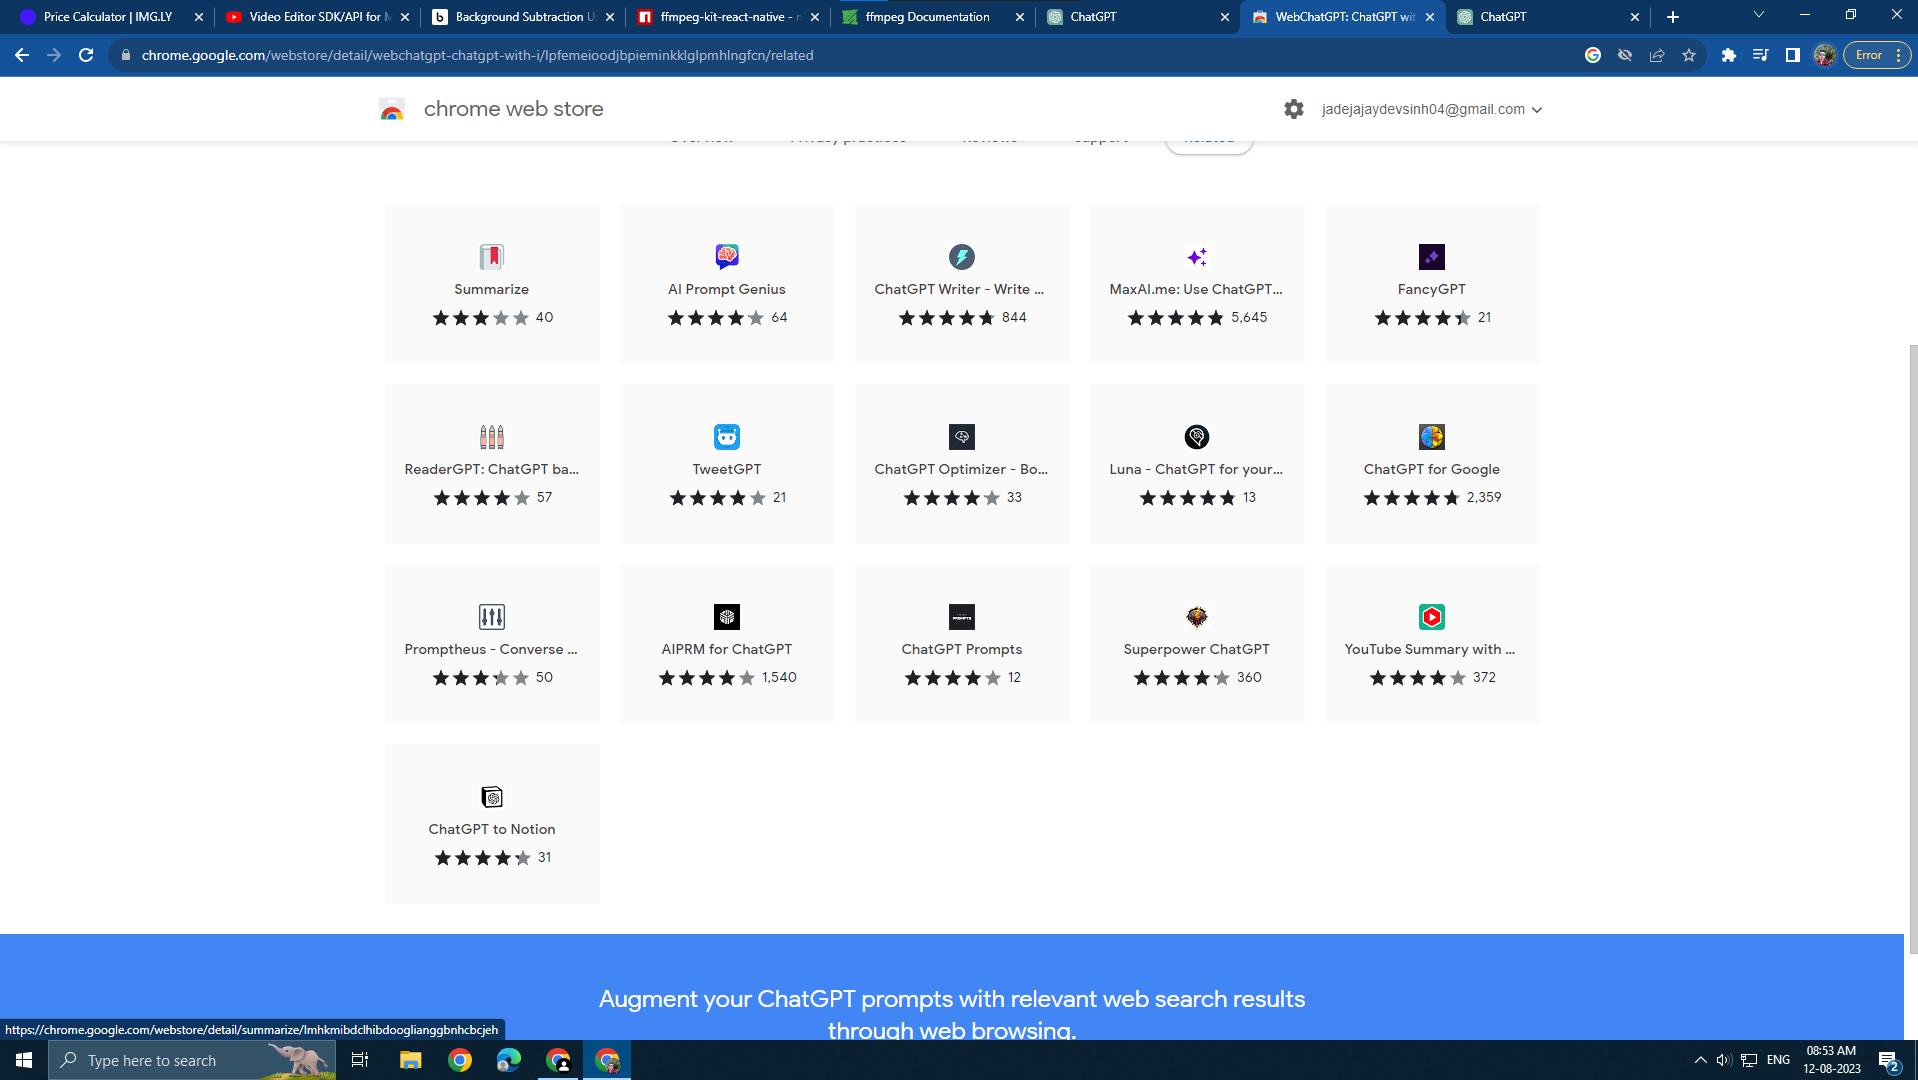 Price Calculator | IMG.LY
Video Editor SDK/API for M
Background Subtraction U
ffmpeg-kit-react-native - n
ffmpeg Documentation
ChatGPT
WebChatGPT: ChatGPT wit
ChatGPT
chrome.google.com/webstore/detail/webchatgpt-chatgpt-with-i/lpfemeioodjbpieminkklglpmhlngfcn/related
Error
chrome web store
jadejajaydevsinh04@gmail.com
Overview
Privacy practices
Reviews
Support
Related
Summarize
40
AI Prompt Genius
64
ChatGPT Writer - Write ...
844
MaxAI.me: Use ChatGPT...
5,645
FancyGPT
21
ReaderGPT: ChatGPT ba...
57
TweetGPT
21
ChatGPT Optimizer - Bo...
33
Luna - ChatGPT for your...
13
ChatGPT for Google
2,359
Promptheus - Converse ...
50
AIPRM for ChatGPT
1,540
ChatGPT Prompts
12
Superpower ChatGPT
360
YouTube Summary with ...
372
ChatGPT to Notion
31
Augment your ChatGPT prompts with relevant web search results
through web browsing.
https://chrome.google.com/webstore/detail/summarize/lmhkmibdclhibdooglianggbnhcbcjeh
Type here to search
ENG
08:53 AM
12-08-2023
2